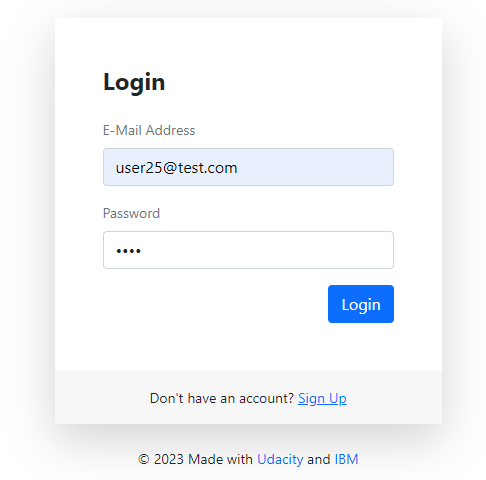 Login
E-Mail Address
user25@test.com
Password
••••
Login
Don't have an account? Sign Up
© 2023 Made with Udacity and IBM